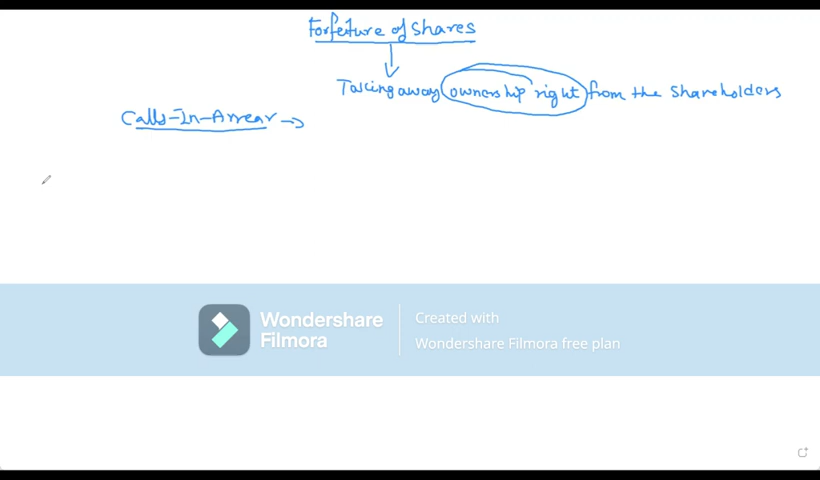 Forfeiture of Shares
Taking away ownership right from the Shareholders
Calls-In-Arrear →
Wondershare Filmora
Created with
Wondershare Filmora free plan